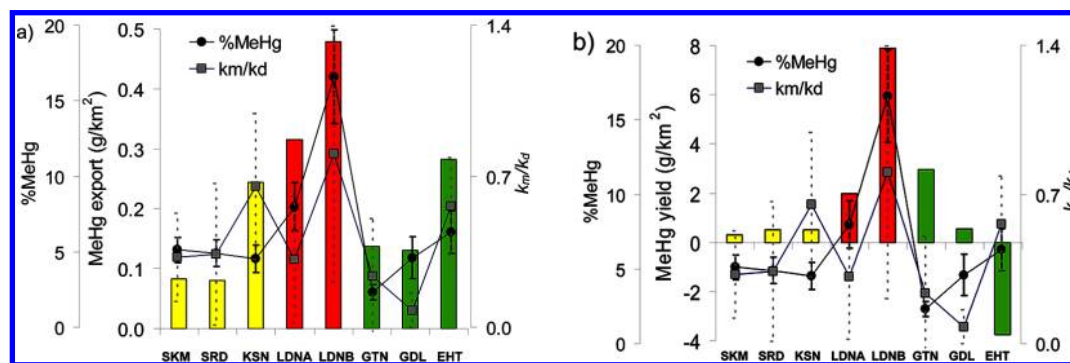 a)
20
15
10
5
0
%MeHg
0.5
0.4
0.3
0.2
0.1
0.0
MeHg export (g/km²)
%MeHg
km/kd
1.4
0.7
0.0
km/kd
SKM SRD KSN LDNA LDNB GTN GDL EHT
b)
20
15
10
5
0
%MeHg
8
6
4
2
0
-2
-4
MeHg yield (g/km²)
%MeHg
km/kd
1.4
0.7
0.0
SKM SRD KSN LDNA LDNB GTN GDL EHT